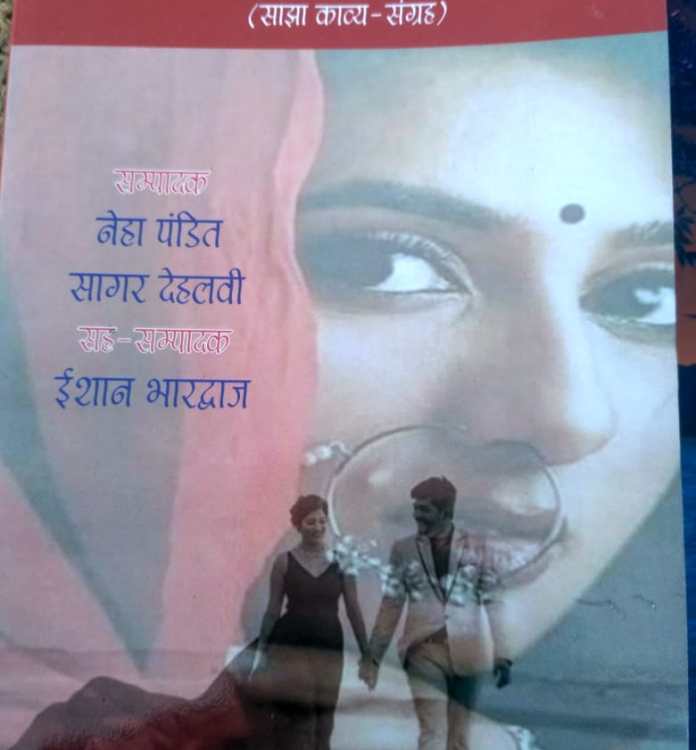 (साझा काव्य-संग्रह)
सम्पादक
नेहा पंडित
सागर देहलवी
सह-सम्पादक
ईशान भारद्वाज